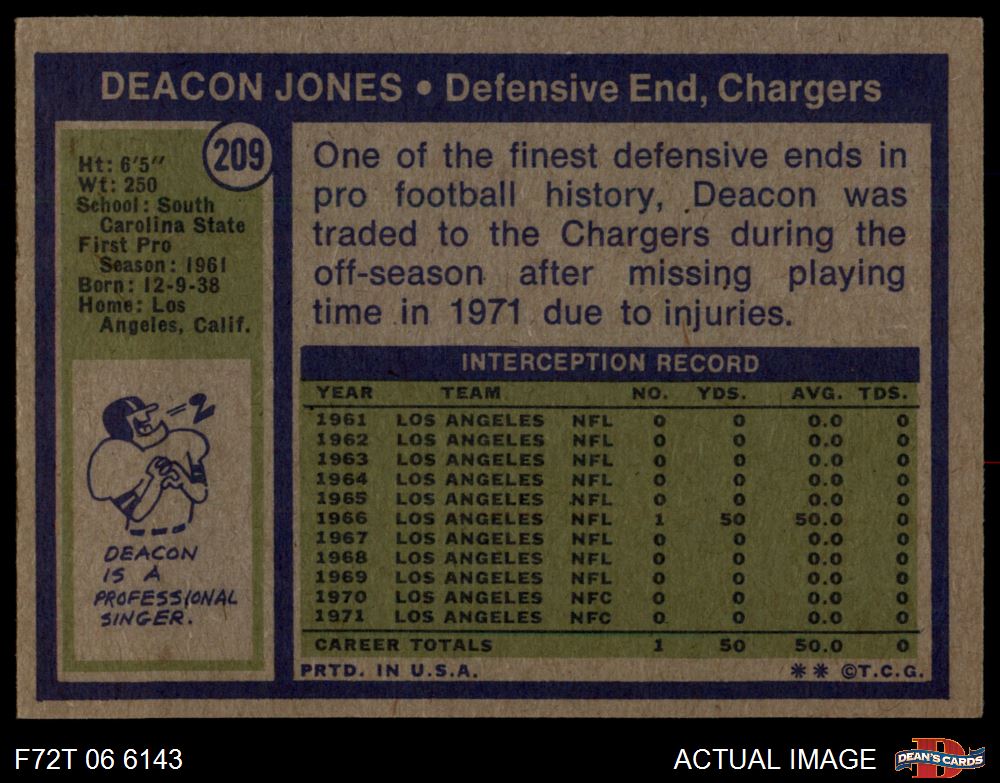 DEACON JONES • Defensive End, Chargers
209
Ht: 6'5"
Wt: 250
School: South
Carolina State
First Pro
Season: 1961
Born: 12-9-38
Home: Los
Angeles, Calif.
DEACON
IS A
PROFESSIONAL
SINGER.
One of the finest defensive ends in
pro football history, Deacon was
traded to the Chargers during the
off-season after missing playing
time in 1971 due to injuries.
INTERCEPTION RECORD
YEAR TEAM NO. YDS. AVG. TDS.
1961 LOS ANGELES NFL 0 0 0.0 0
1962 LOS ANGELES NFL 0 0 0.0 0
1963 LOS ANGELES NFL 0 0 0.0 0
1964 LOS ANGELES NFL 0 0 0.0 0
1965 LOS ANGELES NFL 0 0 0.0 0
1966 LOS ANGELES NFL 1 50 50.0 0
1967 LOS ANGELES NFL 0 0 0.0 0
1968 LOS ANGELES NFL 0 0 0.0 0
1969 LOS ANGELES NFL 0 0 0.0 0
1970 LOS ANGELES NFC 0 0 0.0 0
1971 LOS ANGELES NFC 0 0 0.0 0
CAREER TOTALS 1 50 50.0 0
PRTD. IN U.S.A. ** ©T.C.G.
F72T 06 6143 ACTUAL IMAGE
D
DEAN'S CARDS